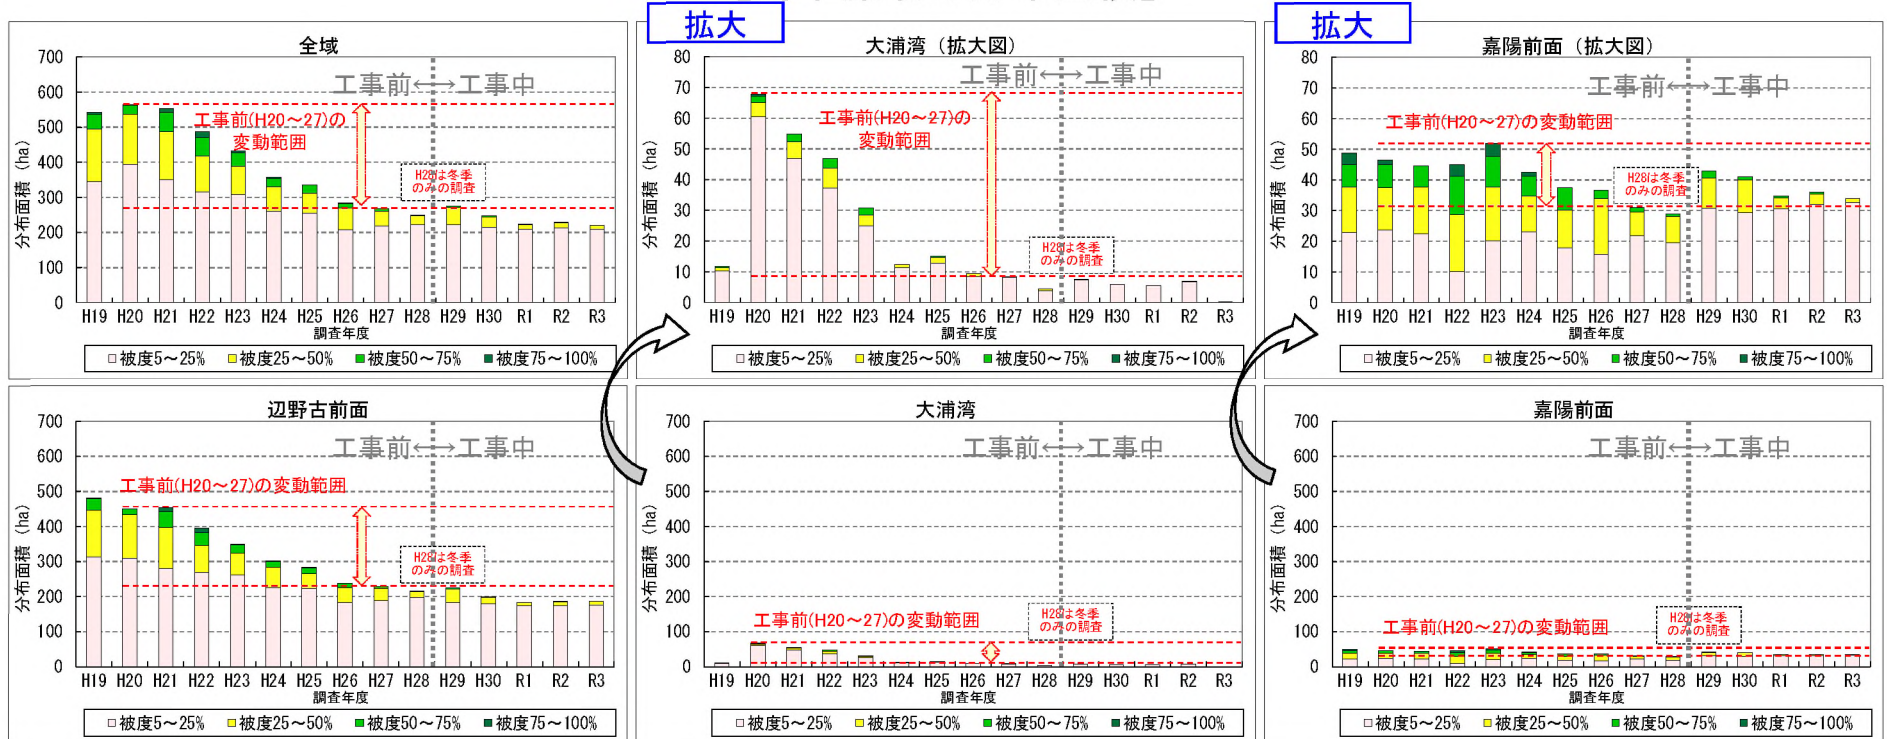 拡大
拡大
全域
700
600
500
400
300
200
100
0
分布面積 (ha)
工事前←→工事中
工事前(H20～27)の
変動範囲
H28は冬季
のみの調査
H19 H20 H21 H22 H23 H24 H25 H26 H27 H28 H29 H30 R1 R2 R3
調査年度
被度5～25% 被度25～50% 被度50～75% 被度75～100%
大浦湾（拡大図）
80
70
60
50
40
30
20
10
0
分布面積 (ha)
工事前←→工事中
工事前(H20～27)の
変動範囲
H28は冬季
のみの調査
H19 H20 H21 H22 H23 H24 H25 H26 H27 H28 H29 H30 R1 R2 R3
調査年度
被度5～25% 被度25～50% 被度50～75% 被度75～100%
嘉陽前面（拡大図）
80
70
60
50
40
30
20
10
0
分布面積 (ha)
工事前←→工事中
工事前(H20～27)の変動範囲
H28は冬季
のみの調査
H19 H20 H21 H22 H23 H24 H25 H26 H27 H28 H29 H30 R1 R2 R3
調査年度
被度5～25% 被度25～50% 被度50～75% 被度75～100%
辺野古前面
700
600
500
400
300
200
100
0
分布面積 (ha)
工事前←→工事中
工事前(H20～27)の変動範囲
H28は冬季
のみの調査
H19 H20 H21 H22 H23 H24 H25 H26 H27 H28 H29 H30 R1 R2 R3
調査年度
被度5～25% 被度25～50% 被度50～75% 被度75～100%
大浦湾
700
600
500
400
300
200
100
0
分布面積 (ha)
工事前←→工事中
工事前(H20～27)の変動範囲
H28は冬季
のみの調査
H19 H20 H21 H22 H23 H24 H25 H26 H27 H28 H29 H30 R1 R2 R3
調査年度
被度5～25% 被度25～50% 被度50～75% 被度75～100%
嘉陽前面
700
600
500
400
300
200
100
0
分布面積 (ha)
工事前←→工事中
工事前(H20～27)の変動範囲
H28は冬季
のみの調査
H19 H20 H21 H22 H23 H24 H25 H26 H27 H28 H29 H30 R1 R2 R3
調査年度
被度5～25% 被度25～50% 被度50～75% 被度75～100%